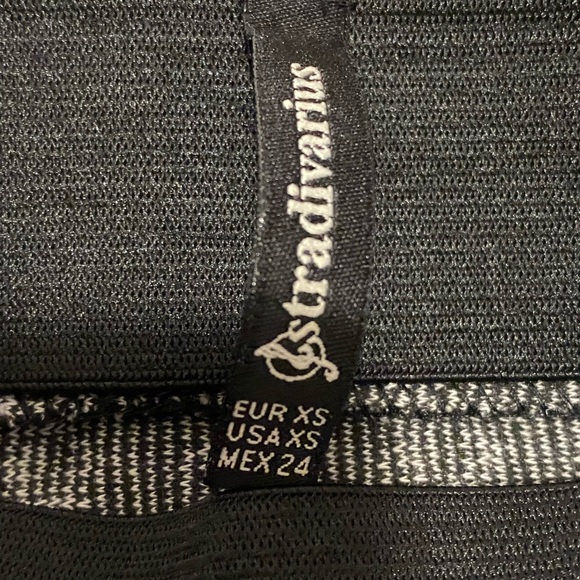 stradivarius
EUR XS
USA XS
MEX 24